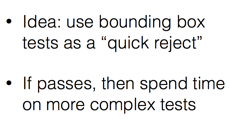 • Idea: use bounding box
tests as a “quick reject”
• If passes, then spend time
on more complex tests